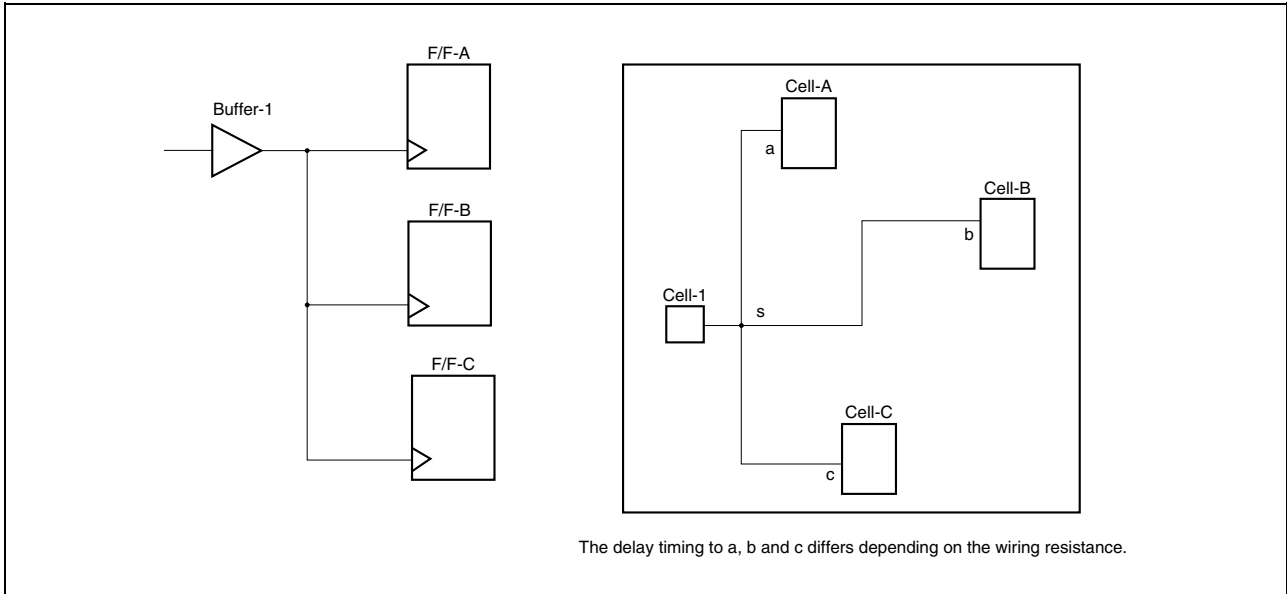 F/F-A
Buffer-1
F/F-B
F/F-C
Cell-A
a
Cell-B
b
Cell-1
s
Cell-C
c
The delay timing to a, b and c differs depending on the wiring resistance.